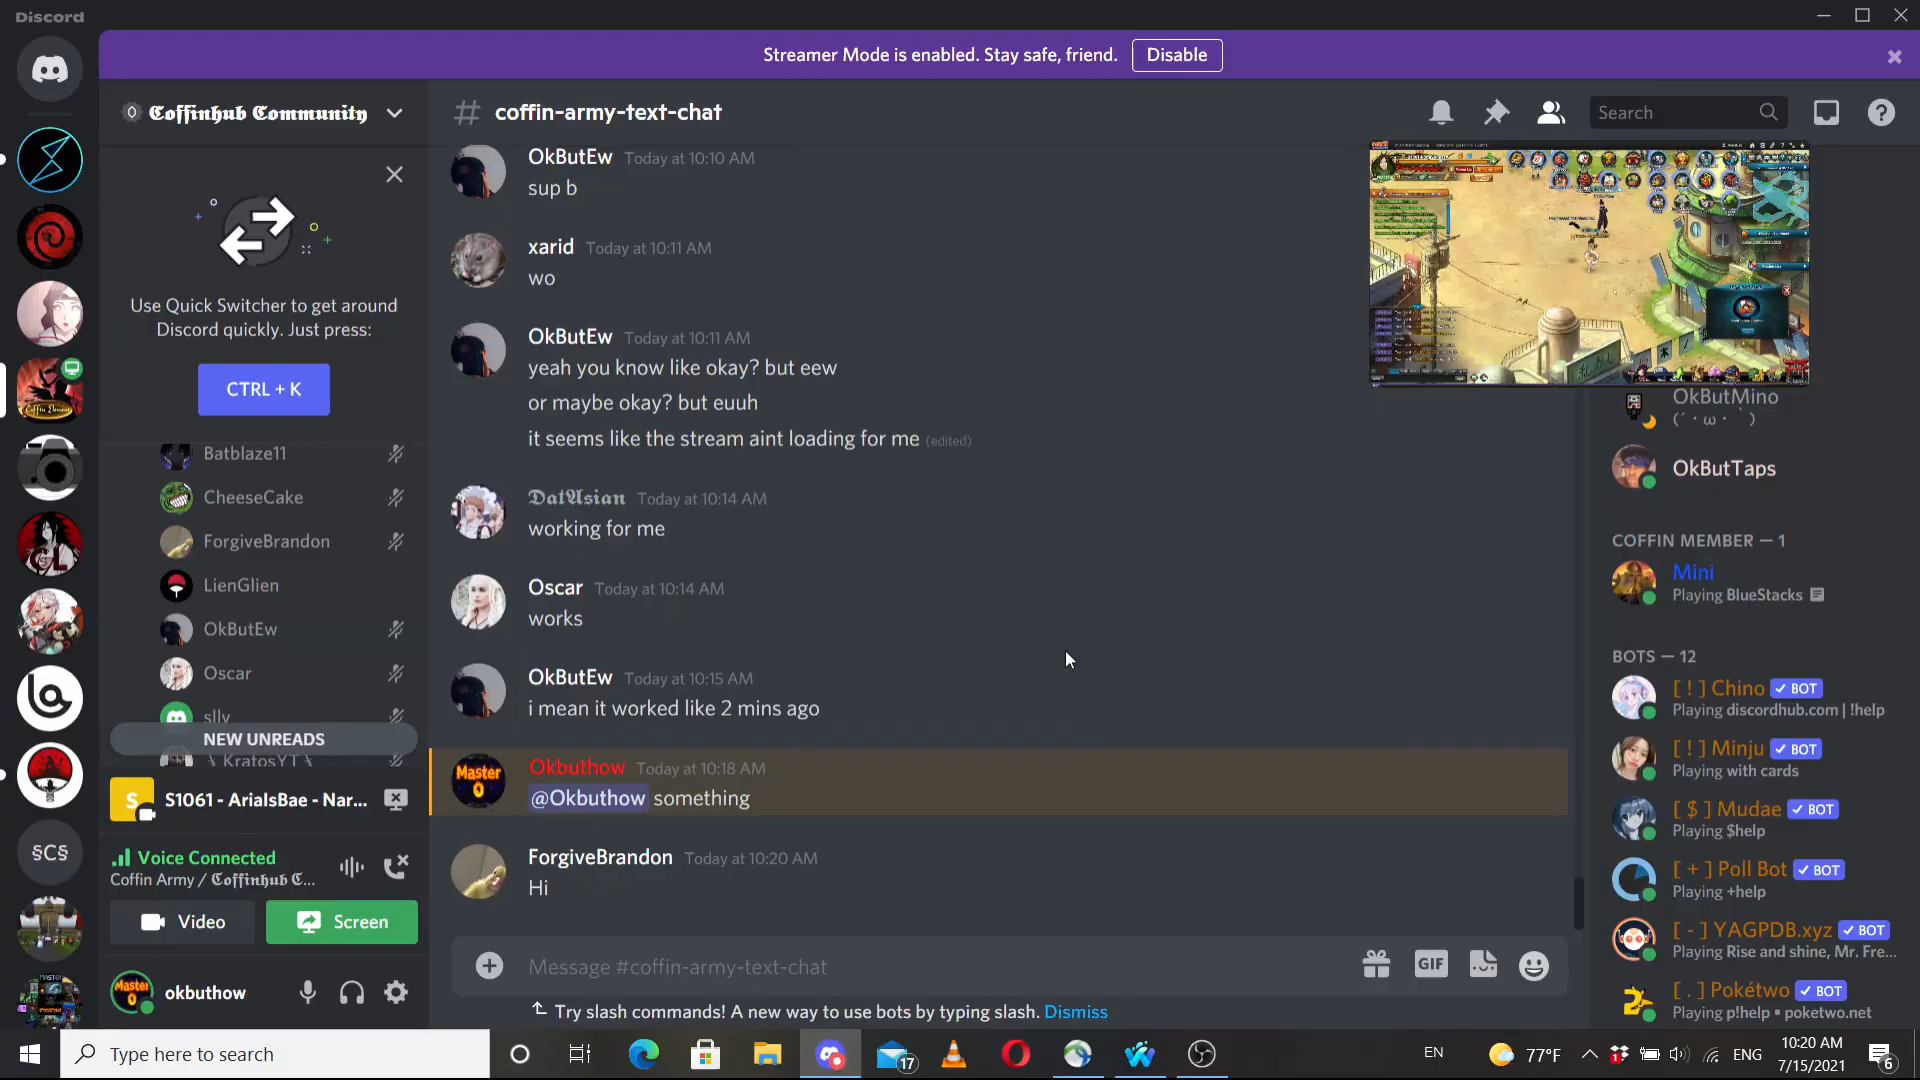 Discord
Streamer Mode is enabled. Stay safe, friend.
Disable
𝕮𝖔𝖋𝖋𝖎𝖓𝖍𝖚𝖇 𝕮𝖔𝖒𝖒𝖚𝖓𝖎𝖙𝖞
coffin-army-text-chat
Search
Use Quick Switcher to get around
Discord quickly. Just press:
CTRL + K
Batblaze11
CheeseCake
ForgiveBrandon
LienGlien
OkButEw
Oscar
NEW UNREADS
S1061 - ArialsBae - Nar...
Voice Connected
Coffin Army / 𝕮𝖔𝖋𝖋𝖎𝖓𝖍𝖚𝖇 𝕮...
Video
Screen
okbuthow
§C§
OkButEw Today at 10:10 AM
sup b
xarid Today at 10:11 AM
wo
OkButEw Today at 10:11 AM
yeah you know like okay? but eew
or maybe okay? but euuh
it seems like the stream aint loading for me (edited)
𝕯𝖆𝖙𝕬𝖘𝖎𝖆𝖓 Today at 10:14 AM
working for me
Oscar Today at 10:14 AM
works
OkButEw Today at 10:15 AM
i mean it worked like 2 mins ago
Master
O
Okbuthow Today at 10:18 AM
@Okbuthow something
ForgiveBrandon Today at 10:20 AM
Hi
Message #coffin-army-text-chat
GIF
Try slash commands! A new way to use bots by typing slash. Dismiss
OkButMino
(´・ω・`)
OkButTaps
COFFIN MEMBER — 1
Mini
Playing BlueStacks
BOTS — 12
[ ! ] Chino BOT
Playing discordhub.com | !help
[ ! ] Minju BOT
Playing with cards
[ $ ] Mudae BOT
Playing $help
[ + ] Poll Bot BOT
Playing +help
[ - ] YAGPDB.xyz BOT
Playing Rise and shine, Mr. Fre...
[ . ] Pokétwo BOT
Playing p!help • poketwo.net
Type here to search
17
EN
77°F
ENG
10:20 AM
7/15/2021
6